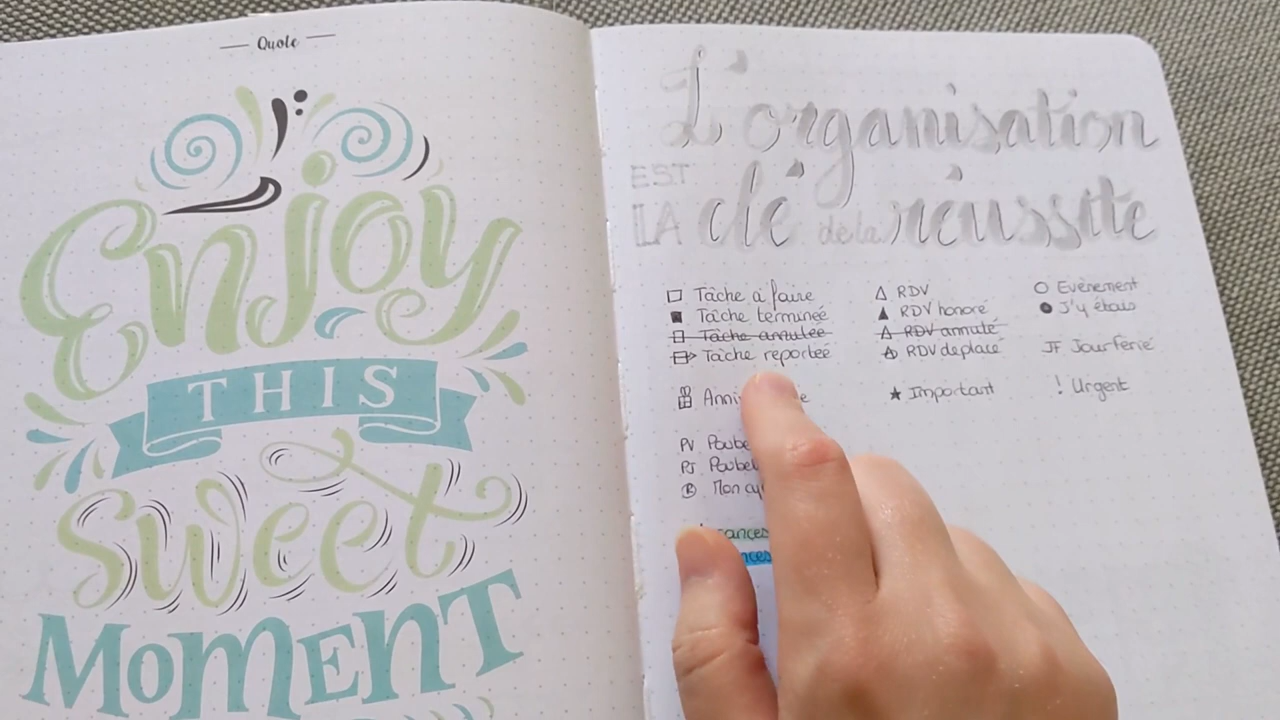 Quote
Enjoy
THIS
Sweet
MOMENT
L'organisation
EST
LA clé de la réussite
Tâche à faire
Tâche terminée
Tâche annulée
Tâche reportée
RDV
RDV honoré
RDV annulé
RDV déplacé
Evènement
J'y étais
JF Jour férié
Important
! Urgent
PV
PJ
R Mon